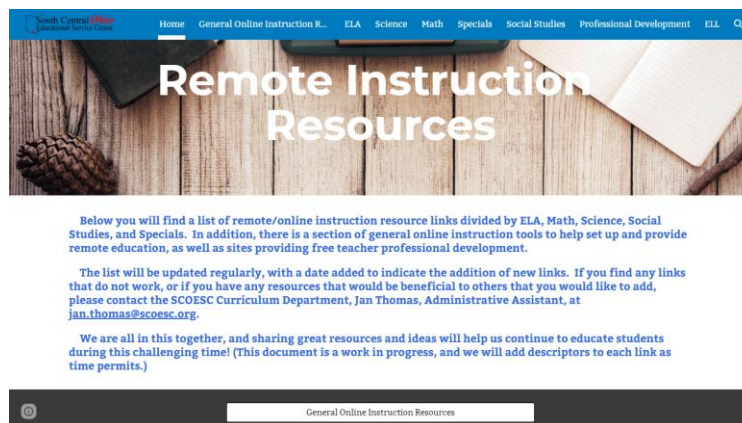 South Central Ohio
Educational Service Center
Home General Online Instruction R... ELA Science Math Specials Social Studies Professional Development ELL
Remote Instruction
Resources
Below you will find a list of remote/online instruction resource links divided by ELA, Math, Science, Social
Studies, and Specials. In addition, there is a section of general online instruction tools to help set up and provide
remote education, as well as sites providing free teacher professional development.
The list will be updated regularly, with a date added to indicate the addition of new links. If you find any links
that do not work, or if you have any resources that would be beneficial to others that you would like to add,
please contact the SCOESC Curriculum Department, Jan Thomas, Administrative Assistant, at
jan.thomas@scoesc.org.
We are all in this together, and sharing great resources and ideas will help us continue to educate students
during this challenging time! (This document is a work in progress, and we will add descriptors to each link as
time permits.)
General Online Instruction Resources